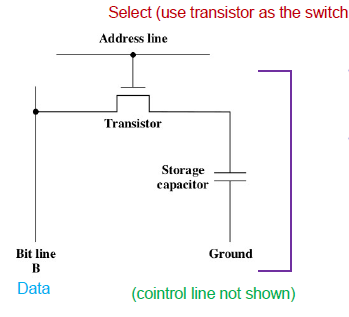 Select (use transistor as the switch
Address line
Transistor
Storage
capacitor
Bit line
B
Ground
Data
(cointrol line not shown)